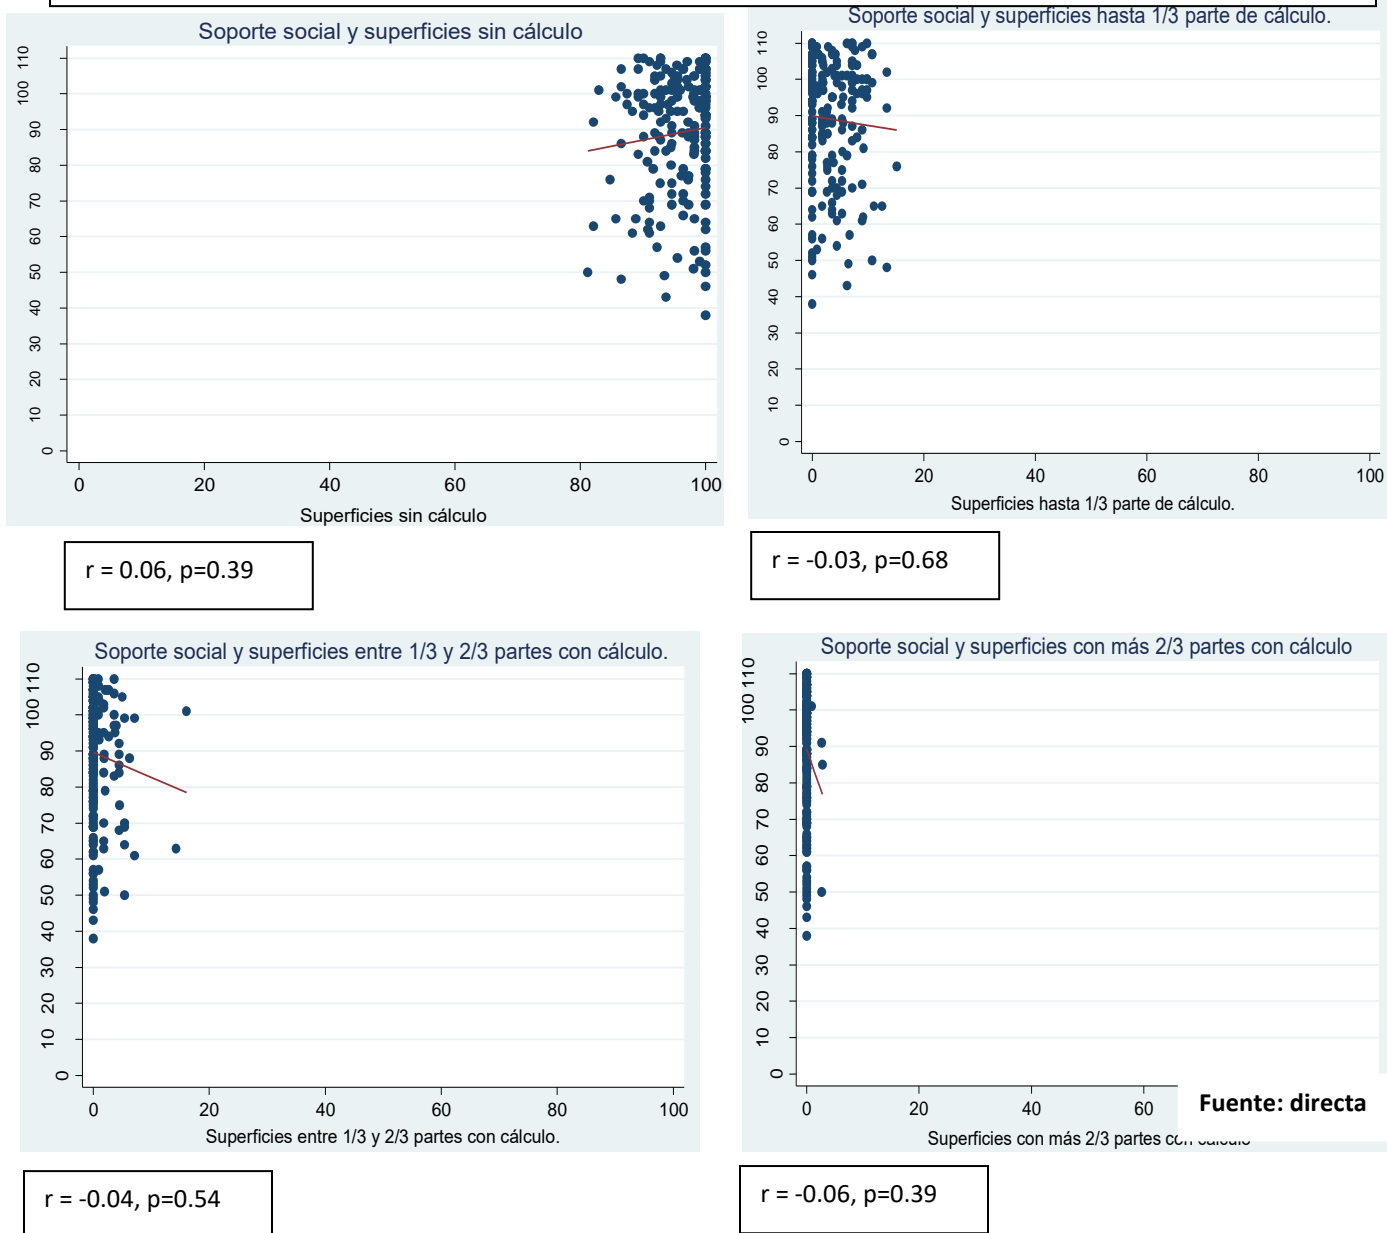 Soporte social y superficies sin cálculo
110
100
90
80
70
60
50
40
30
20
10
0
0 20 40 60 80 100
Superficies sin cálculo
r = 0.06, p=0.39
Soporte social y superficies hasta 1/3 parte de cálculo.
110
100
90
80
70
60
50
40
30
20
10
0
0 20 40 60 80 100
Superficies hasta 1/3 parte de cálculo.
r = -0.03, p=0.68
Soporte social y superficies entre 1/3 y 2/3 partes con cálculo.
110
100
90
80
70
60
50
40
30
20
10
0
0 20 40 60 80 100
Superficies entre 1/3 y 2/3 partes con cálculo.
r = -0.04, p=0.54
Soporte social y superficies con más 2/3 partes con cálculo
110
100
90
80
70
60
50
40
30
20
10
0
0 20 40 60
Fuente: directa
Superficies con más 2/3 partes con cálculo
r = -0.06, p=0.39